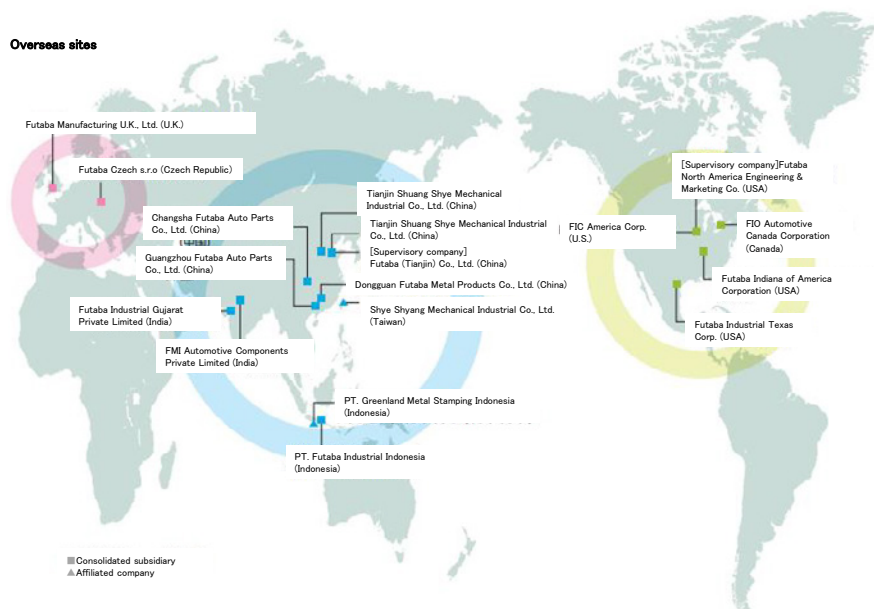 Overseas sites
Futaba Manufacturing U.K., Ltd. (U.K.)
Futaba Czech s.r.o (Czech Republic)
Changsha Futaba Auto Parts
Co., Ltd. (China)
Guangzhou Futaba Auto Parts
Co., Ltd. (China)
Futaba Industrial Gujarat
Private Limited (India)
FMI Automotive Components
Private Limited (India)
Tianjin Shuang Shye Mechanical
Industrial Co., Ltd. (China)
Tianjin Shuang Shye Mechanical Industrial
Co., Ltd. (China)
[Supervisory company]
Futaba (Tianjin) Co., Ltd. (China)
Dongguan Futaba Metal Products Co., Ltd. (China)
Shye Shyang Mechanical Industrial Co., Ltd.
(Taiwan)
PT. Greenland Metal Stamping Indonesia
(Indonesia)
PT. Futaba Industrial Indonesia
(Indonesia)
[Supervisory company]Futaba
North America Engineering &
Marketing Co. (USA)
FIC America Corp.
(U.S.)
FIO Automotive
Canada Corporation
(Canada)
Futaba Indiana of America
Corporation (USA)
Futaba Industrial Texas
Corp. (USA)
Consolidated subsidiary
Affiliated company